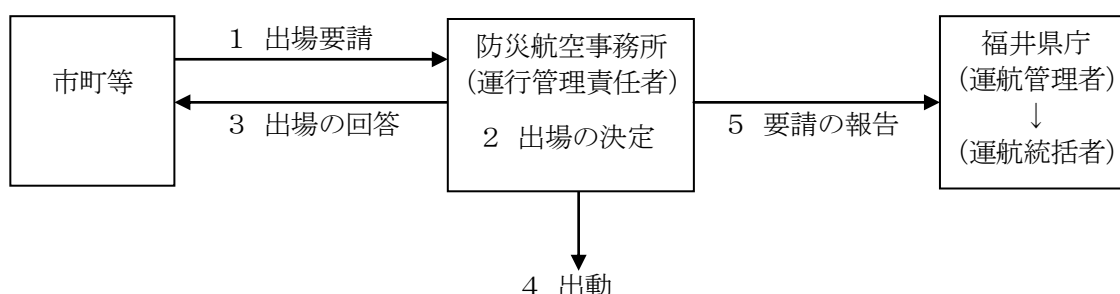 市町等
1 出場要請
3 出場の回答
防災航空事務所
(運行管理責任者)
2 出場の決定
4 出動
5 要請の報告
福井県庁
(運航管理者)
↓
(運航統括者)